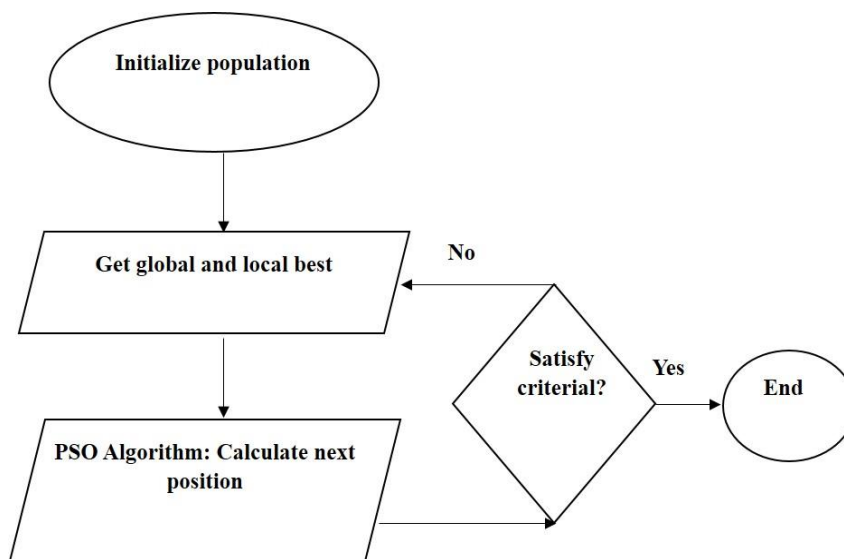 Initialize population
Get global and local best
No
PSO Algorithm: Calculate next
position
Satisfy
criterial?
Yes
End